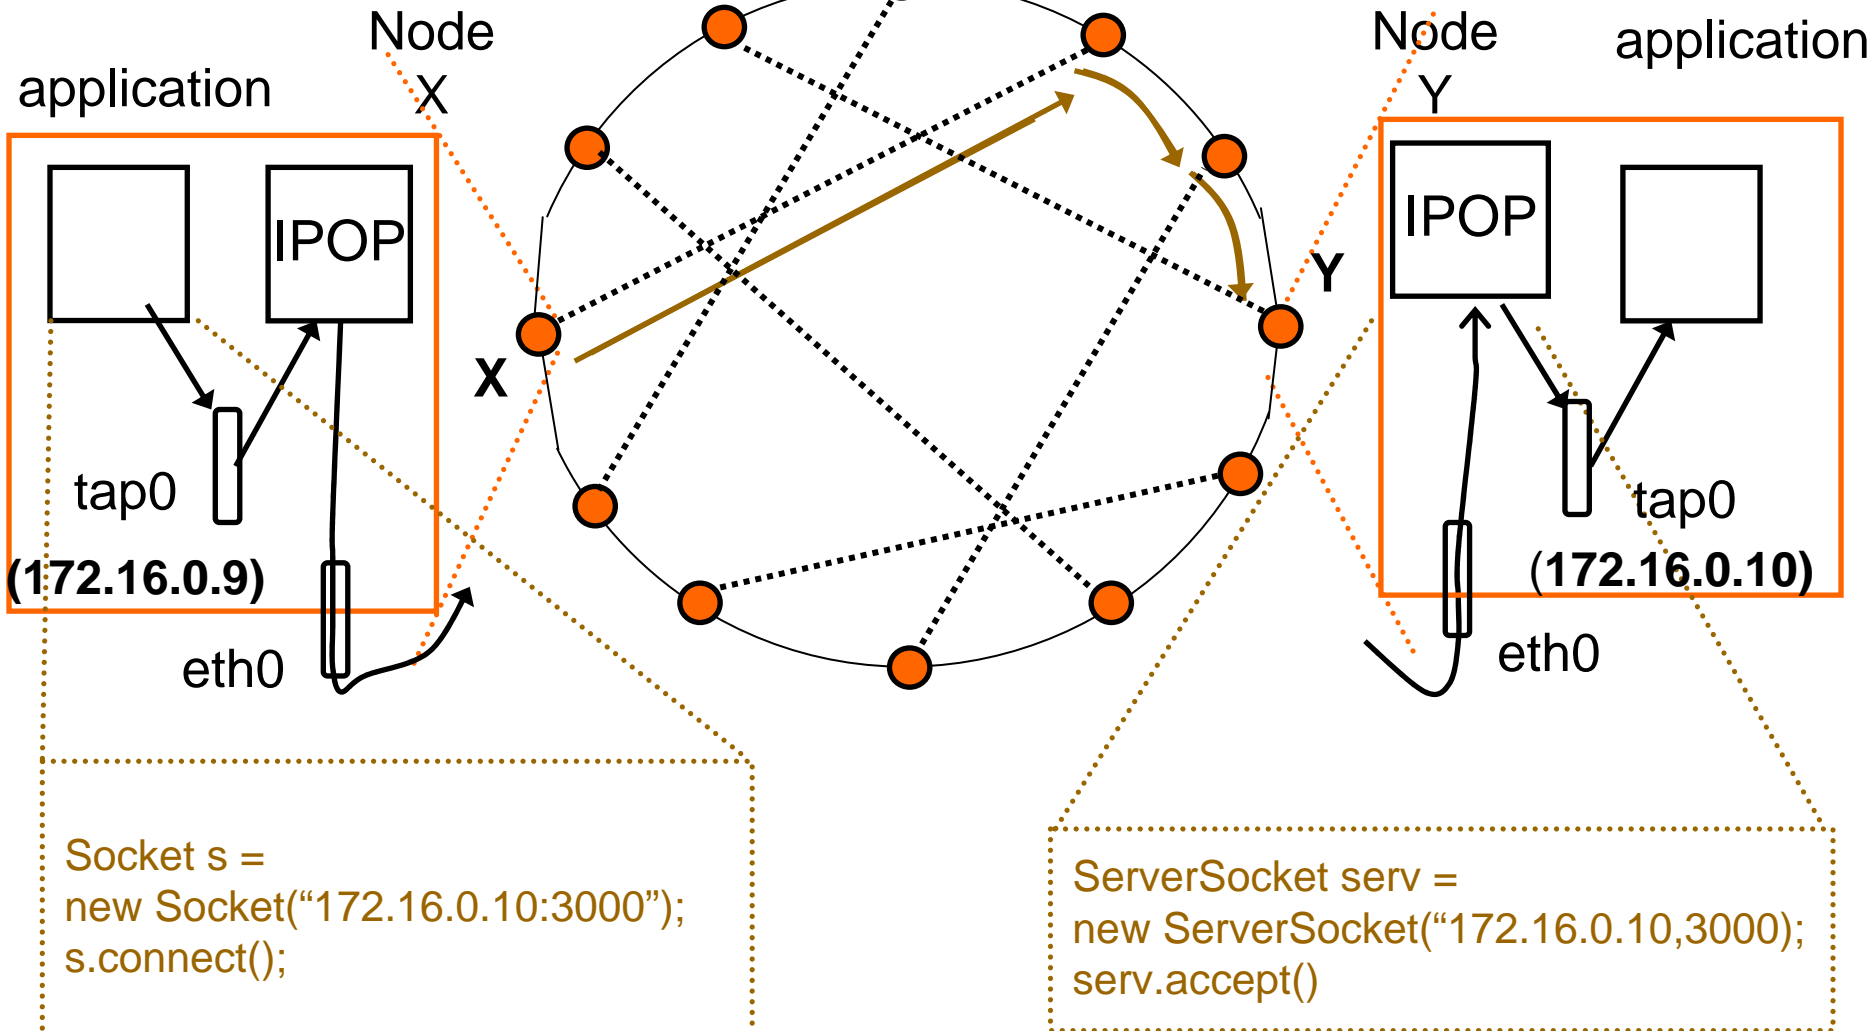 Node
X
application
IPOP
tap0
(172.16.0.9)
eth0
X
Y
Node
Y
application
IPOP
tap0
(172.16.0.10)
eth0
Socket s =
new Socket(“172.16.0.10:3000”);
s.connect();
ServerSocket serv =
new ServerSocket(“172.16.0.10,3000);
serv.accept()